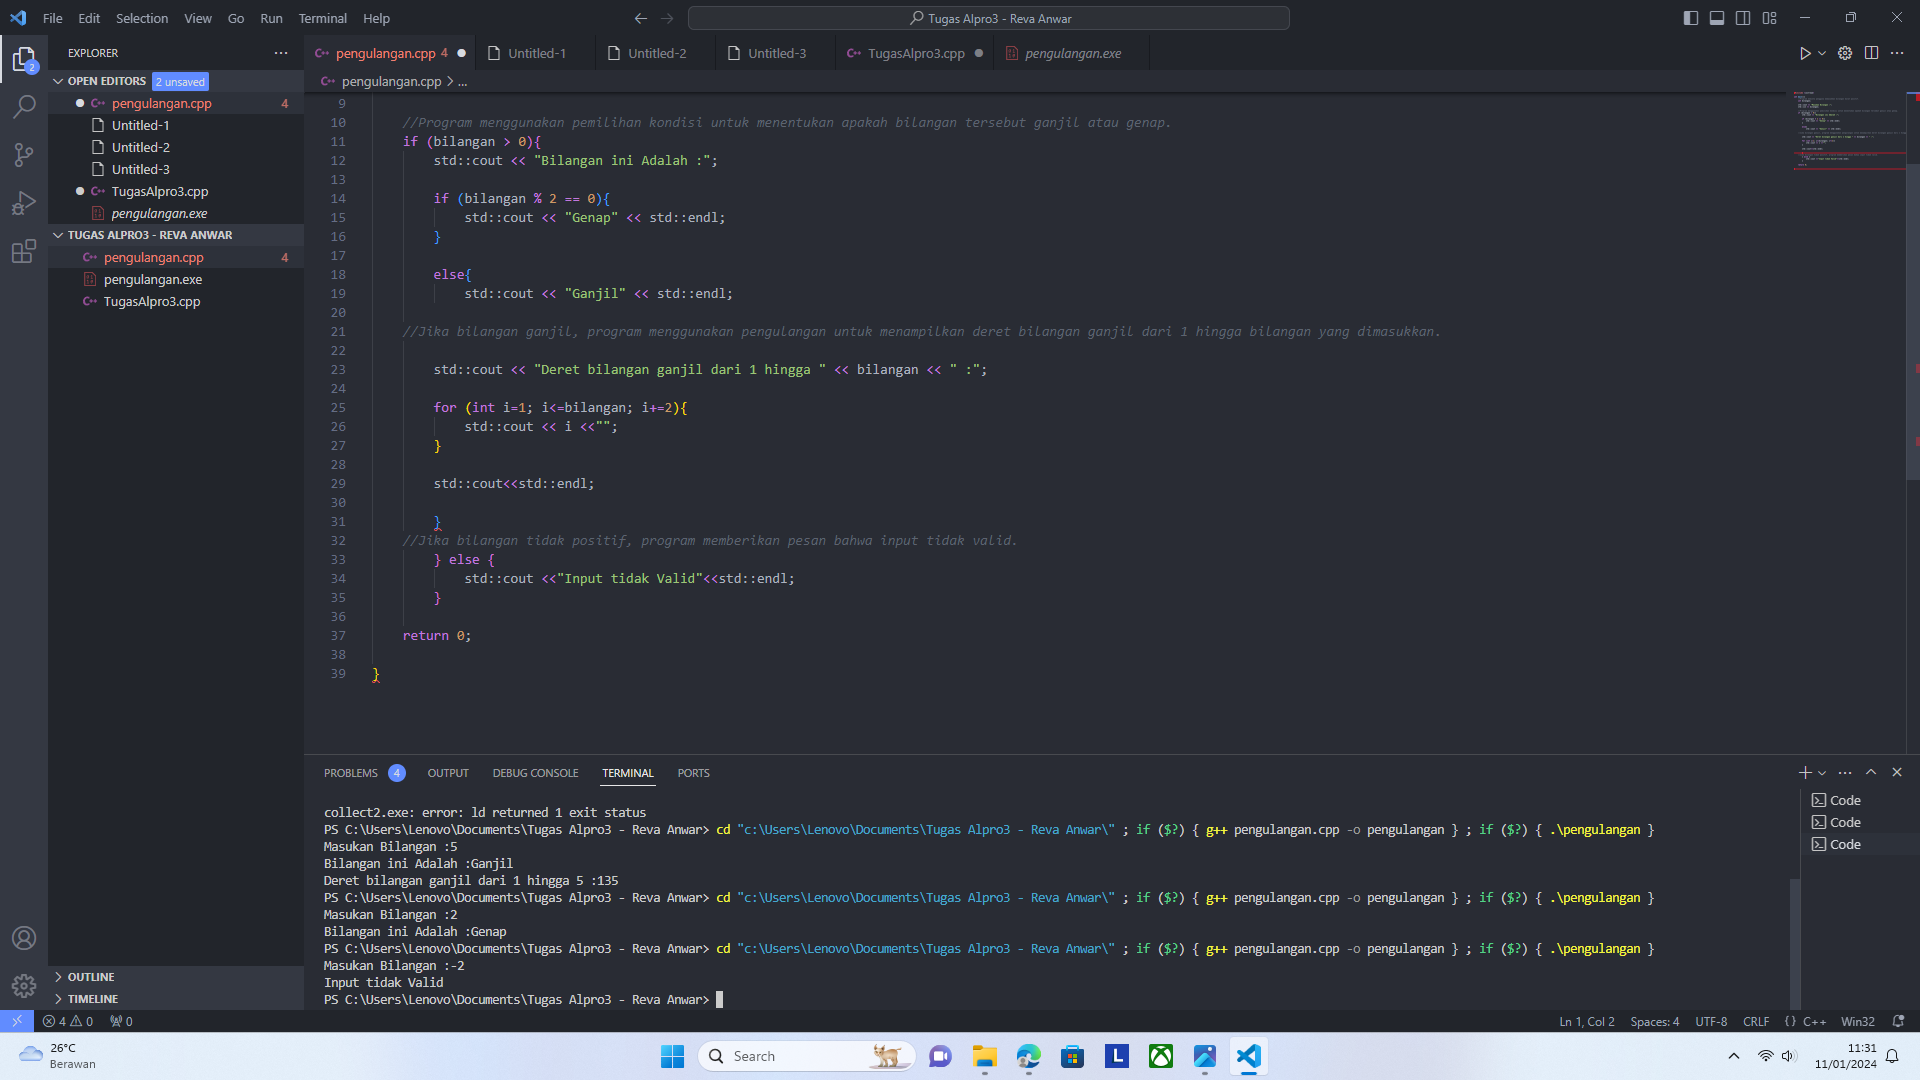 File Edit Selection View Go Run Terminal Help
Tugas Alpro3 - Reva Anwar
EXPLORER
OPEN EDITORS 2 unsaved
pengulangan.cpp 4
Untitled-1
Untitled-2
Untitled-3
TugasAlpro3.cpp
pengulangan.exe
TUGAS ALPRO3 - REVA ANWAR
pengulangan.cpp 4
pengulangan.exe
TugasAlpro3.cpp
OUTLINE
TIMELINE
2
pengulangan.cpp 4 Untitled-1 Untitled-2 Untitled-3 TugasAlpro3.cpp pengulangan.exe
pengulangan.cpp > ...
9
10 //Program menggunakan pemilihan kondisi untuk menentukan apakah bilangan tersebut ganjil atau genap.
11 if (bilangan > 0){
12 std::cout << "Bilangan ini Adalah :";
13
14 if (bilangan % 2 == 0){
15 std::cout << "Genap" << std::endl;
16 }
17
18 else{
19 std::cout << "Ganjil" << std::endl;
20
21 //Jika bilangan ganjil, program menggunakan pengulangan untuk menampilkan deret bilangan ganjil dari 1 hingga bilangan yang dimasukkan.
22
23 std::cout << "Deret bilangan ganjil dari 1 hingga " << bilangan << " :";
24
25 for (int i=1; i<=bilangan; i+=2){
26 std::cout << i <<"";
27 }
28
29 std::cout<<std::endl;
30
31 }
32 //Jika bilangan tidak positif, program memberikan pesan bahwa input tidak valid.
33 } else {
34 std::cout <<"Input tidak Valid"<<std::endl;
35 }
36
37 return 0;
38
39 }
PROBLEMS 4 OUTPUT DEBUG CONSOLE TERMINAL PORTS
collect2.exe: error: ld returned 1 exit status
PS C:\Users\Lenovo\Documents\Tugas Alpro3 - Reva Anwar> cd "c:\Users\Lenovo\Documents\Tugas Alpro3 - Reva Anwar\" ; if ($?) { g++ pengulangan.cpp -o pengulangan } ; if ($?) { .\pengulangan }
Masukan Bilangan :5
Bilangan ini Adalah :Ganjil
Deret bilangan ganjil dari 1 hingga 5 :135
PS C:\Users\Lenovo\Documents\Tugas Alpro3 - Reva Anwar> cd "c:\Users\Lenovo\Documents\Tugas Alpro3 - Reva Anwar\" ; if ($?) { g++ pengulangan.cpp -o pengulangan } ; if ($?) { .\pengulangan }
Masukan Bilangan :2
Bilangan ini Adalah :Genap
PS C:\Users\Lenovo\Documents\Tugas Alpro3 - Reva Anwar> cd "c:\Users\Lenovo\Documents\Tugas Alpro3 - Reva Anwar\" ; if ($?) { g++ pengulangan.cpp -o pengulangan } ; if ($?) { .\pengulangan }
Masukan Bilangan :-2
Input tidak Valid
PS C:\Users\Lenovo\Documents\Tugas Alpro3 - Reva Anwar>
Code
Code
Code
4 0 0
Ln 1, Col 2 Spaces: 4 UTF-8 CRLF {} C++ Win32
26°C
Berawan
Search
L
11:31
11/01/2024